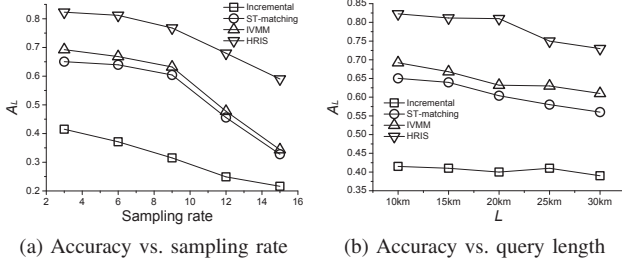 Incremental
ST-matching
IVMM
HRIS
0.8
0.7
0.6
0.5
0.4
0.3
0.2
A_L
2 4 6 8 10 12 14 16
Sampling rate
(a) Accuracy vs. sampling rate
0.85
0.80
0.75
0.70
0.65
0.60
0.55
0.50
0.45
0.40
0.35
A_L
Incremental
ST-matching
IVMM
HRIS
10km 15km 20km 25km 30km
L
(b) Accuracy vs. query length